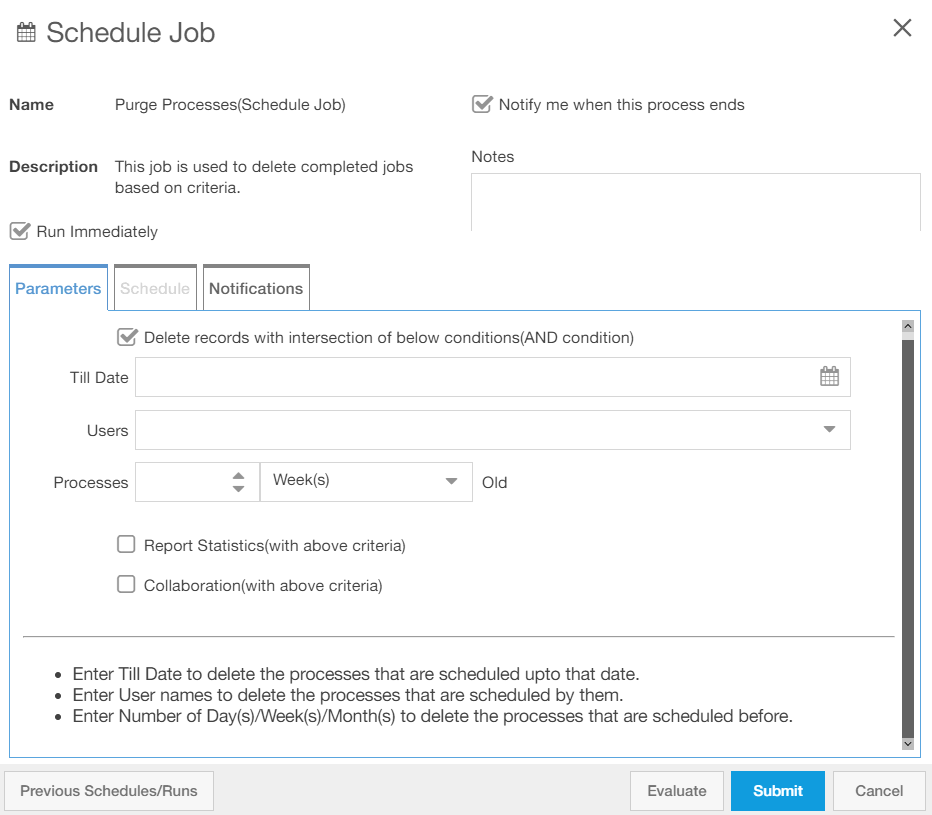 Schedule Job
Name
Purge Processes(Schedule Job)
Notify me when this process ends
Description
This job is used to delete completed jobs
based on criteria.
Notes
Run Immediately
Parameters
Schedule
Notifications
Delete records with intersection of below conditions(AND condition)
Till Date
Users
Processes
Week(s)
Old
Report Statistics(with above criteria)
Collaboration(with above criteria)
• Enter Till Date to delete the processes that are scheduled upto that date.
• Enter User names to delete the processes that are scheduled by them.
• Enter Number of Day(s)/Week(s)/Month(s) to delete the processes that are scheduled before.
Previous Schedules/Runs
Evaluate
Submit
Cancel